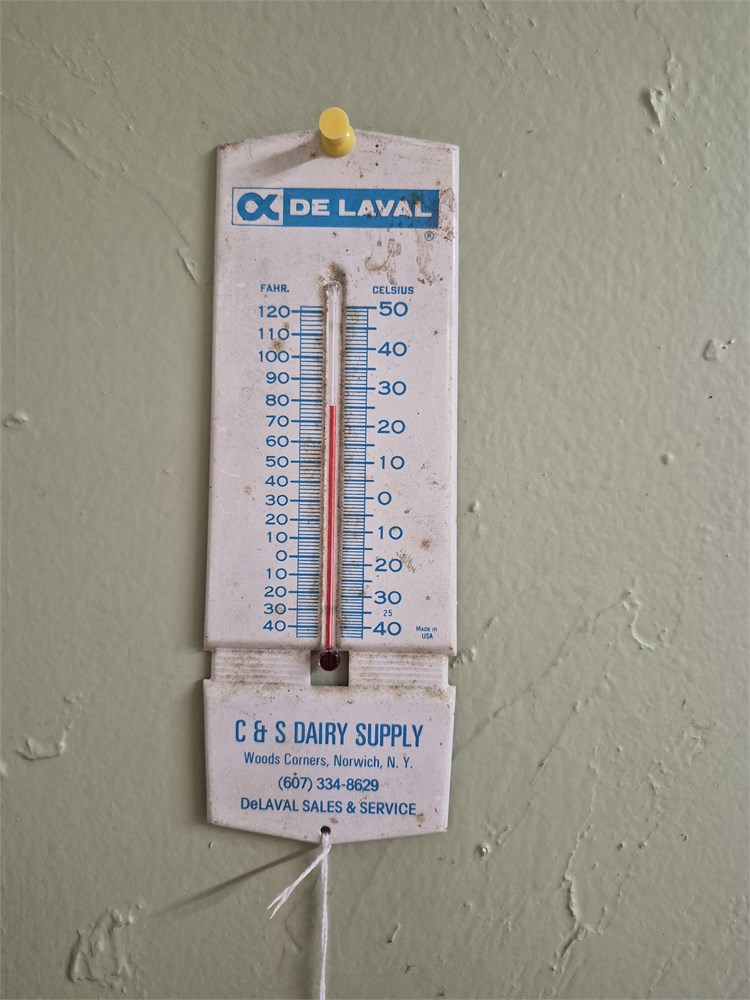 DE LAVAL
®
FAHR. CELSIUS
120 50
110
100 40
90
80 30
70 20
60
50 10
40
30 0
20
10 10
0
10 20
20
30 30
25
40 40
Made in
USA
C & S DAIRY SUPPLY
Woods Corners, Norwich, N. Y.
(607) 334-8629
DeLAVAL SALES & SERVICE